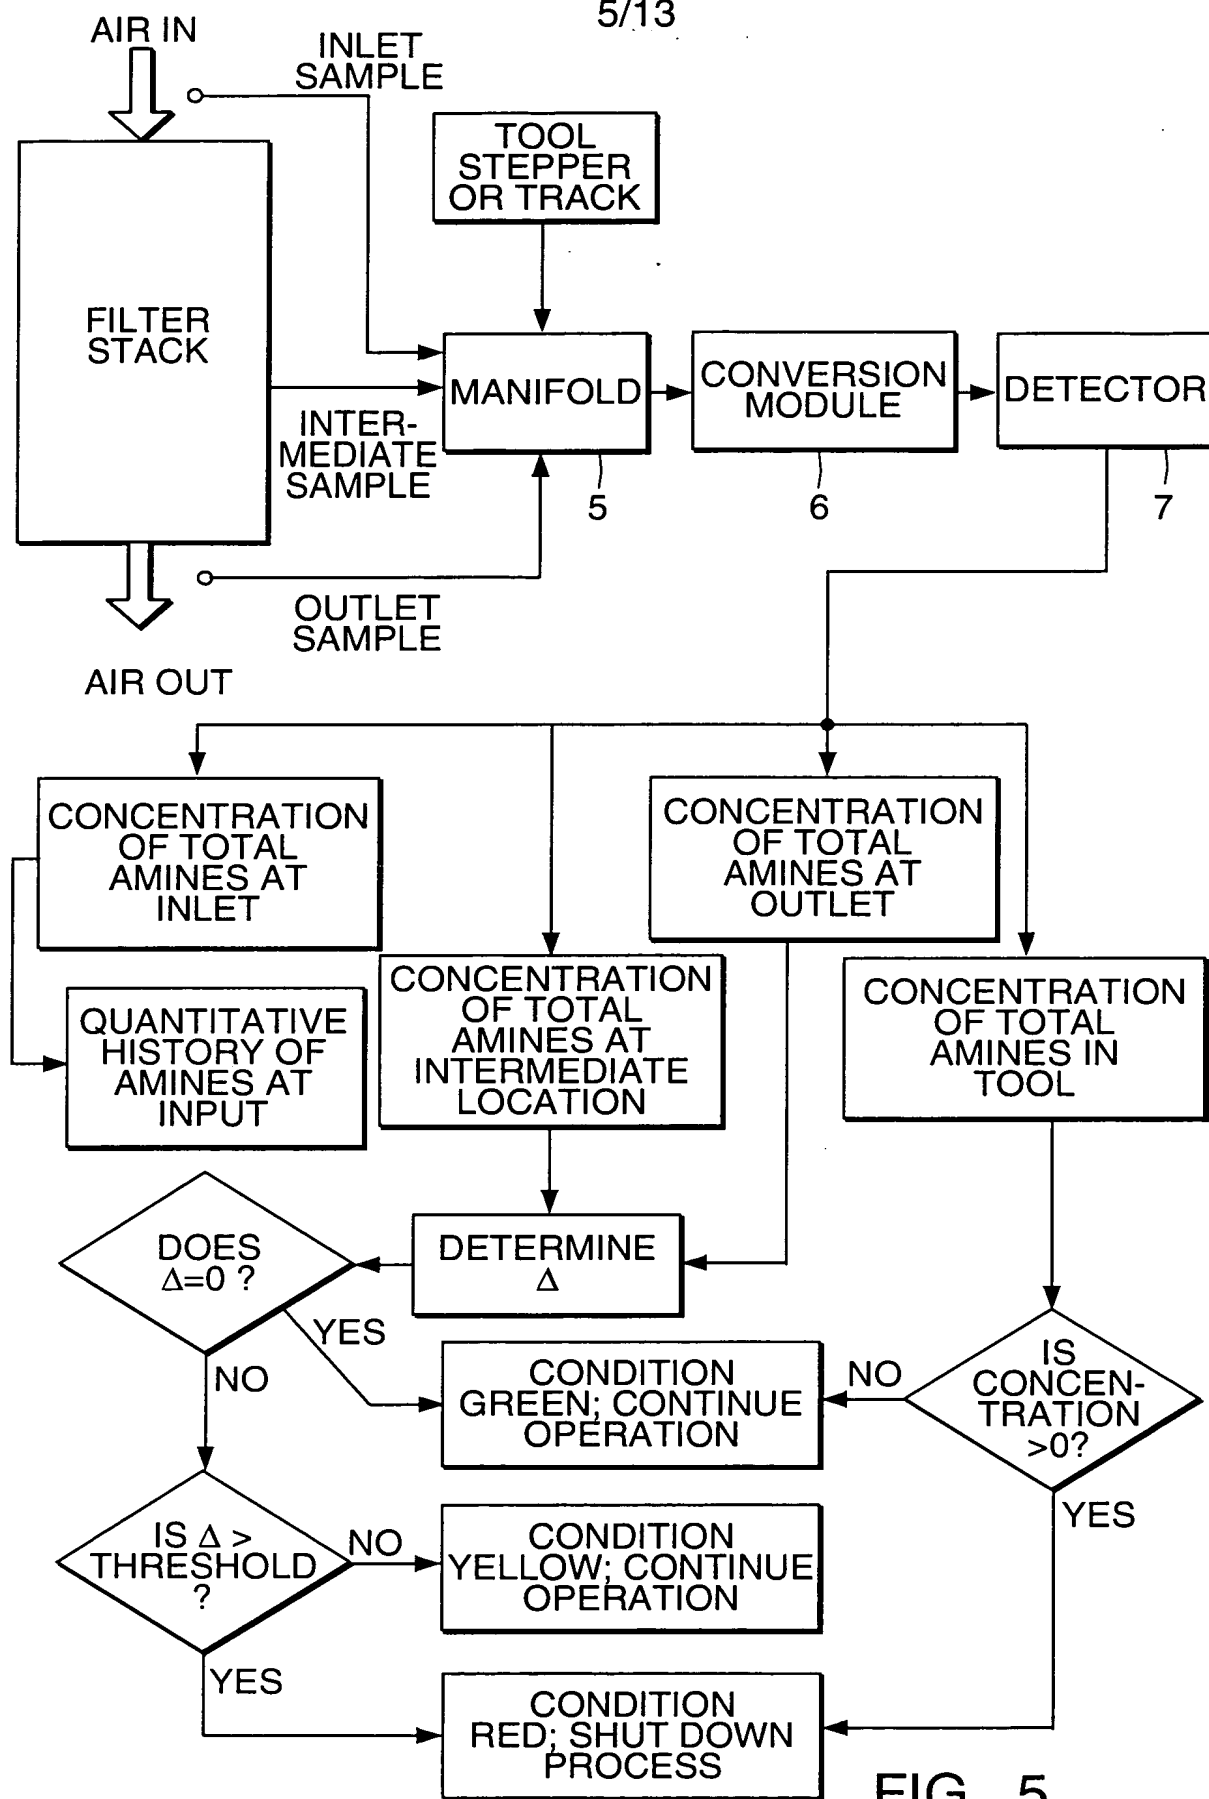 5/13
AIR IN
INLET
SAMPLE
TOOL
STEPPER
OR TRACK
FILTER
STACK
MANIFOLD
CONVERSION
MODULE
DETECTOR
INTER-
MEDIATE
SAMPLE
5
6
7
OUTLET
SAMPLE
AIR OUT
CONCENTRATION
OF TOTAL
AMINES AT
INLET
CONCENTRATION
OF TOTAL
AMINES AT
OUTLET
QUANTITATIVE
HISTORY OF
AMINES AT
INPUT
CONCENTRATION
OF TOTAL
AMINES AT
INTERMEDIATE
LOCATION
CONCENTRATION
OF TOTAL
AMINES IN
TOOL
DOES
Δ=0 ?
DETERMINE
Δ
YES
NO
CONDITION
GREEN; CONTINUE
OPERATION
NO
IS
CONCEN-
TRATION
>0?
YES
IS Δ >
THRESHOLD
?
NO
CONDITION
YELLOW; CONTINUE
OPERATION
YES
CONDITION
RED; SHUT DOWN
PROCESS
FIG. 5